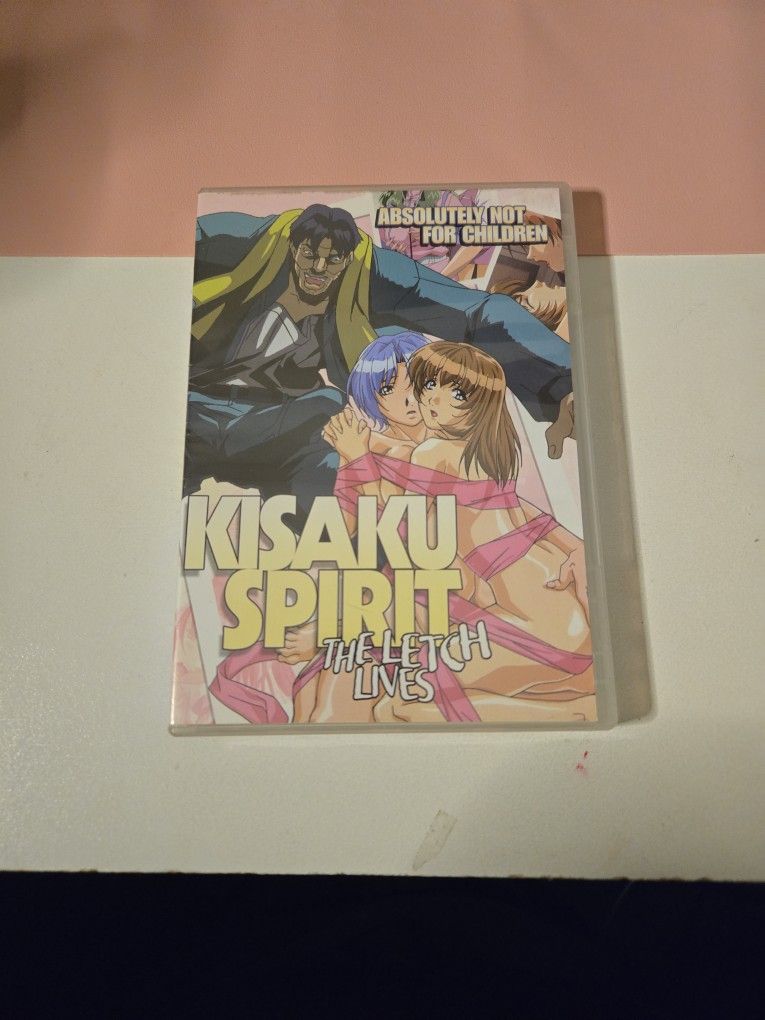 ABSOLUTELY NOT
FOR CHILDREN
KISAKU
SPIRIT
THE LETCH
LIVES